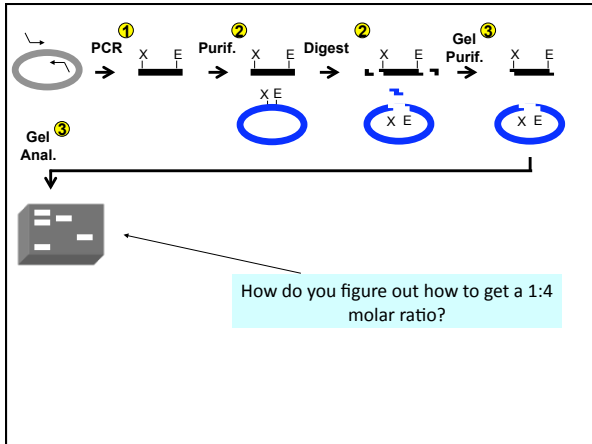 PCR 1
X E
Purif. 2
X E
X E
Digest 2
X E
X E
Gel
Purif. 3
X E
X E
Gel 3
Anal.
How do you figure out how to get a 1:4
molar ratio?